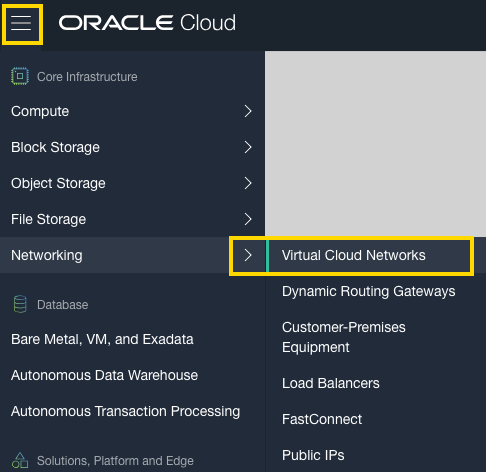 ORACLE Cloud
Core Infrastructure
Compute
Block Storage
Object Storage
File Storage
Networking
Virtual Cloud Networks
Dynamic Routing Gateways
Customer-Premises
Equipment
Load Balancers
FastConnect
Public IPs
Database
Bare Metal, VM, and Exadata
Autonomous Data Warehouse
Autonomous Transaction Processing
Solutions, Platform and Edge